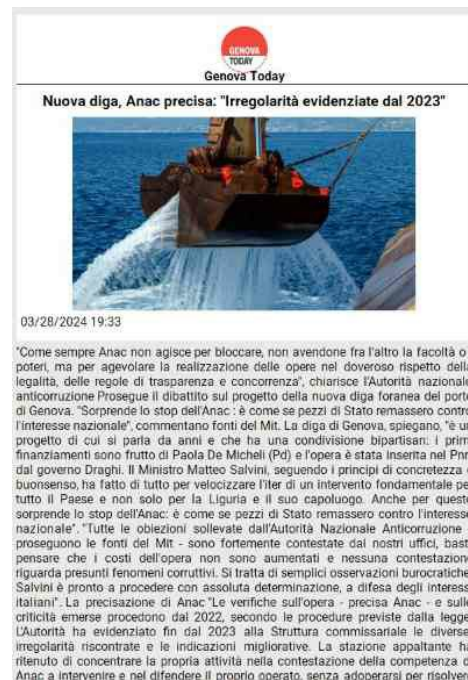 GENOVA
TODAY
Genova Today
Nuova diga, Anac precisa: "Irregolarità evidenziate dal 2023"
03/28/2024 19:33
"Come sempre Anac non agisce per bloccare, non avendone fra l'altro la facoltà o i
poteri, ma per agevolare la realizzazione delle opere nel doveroso rispetto della
legalità, delle regole di trasparenza e concorrenza", chiarisce l'Autorità nazionale
anticorruzione Prosegue il dibattito sul progetto della nuova diga foranea del porto
di Genova. "Sorprende lo stop dell'Anac : è come se pezzi di Stato remassero contro
l'interesse nazionale", commentano fonti del Mit. La diga di Genova, spiegano, "è un
progetto di cui si parla da anni e che ha una condivisione bipartisan: i primi
finanziamenti sono frutto di Paola De Micheli (Pd) e l'opera è stata inserita nel Pnrr
dal governo Draghi. Il Ministro Matteo Salvini, seguendo i principi di concretezza e
buonsenso, ha fatto di tutto per velocizzare l'iter di un intervento fondamentale per
tutto il Paese e non solo per la Liguria e il suo capoluogo. Anche per questo
sorprende lo stop dell'Anac: è come se pezzi di Stato remassero contro l'interesse
nazionale". "Tutte le obiezioni sollevate dall'Autorità Nazionale Anticorruzione -
proseguono le fonti del Mit - sono fortemente contestate dai nostri uffici, basti
pensare che i costi dell'opera non sono aumentati e nessuna contestazione
riguarda presunti fenomeni corruttivi. Si tratta di semplici osservazioni burocratiche.
Salvini è pronto a procedere con assoluta determinazione, a difesa degli interessi
italiani". La precisazione di Anac "Le verifiche sull'opera - precisa Anac - e sulle
criticità emerse procedono dal 2022, secondo le procedure previste dalla legge.
L'Autorità ha evidenziato fin dal 2023 alla Struttura commissariale le diverse
irregolarità riscontrate e le indicazioni migliorative. La stazione appaltante ha
ritenuto di concentrare la propria attività nella contestazione della competenza di
Anac a intervenire e nel difendere il proprio operato, senza adoperarsi per risolvere